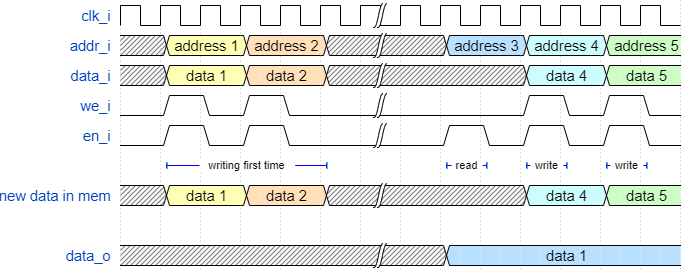 clk_i
addr_i address 1 address 2 address 3 address 4 address 5
data_i data 1 data 2 data 4 data 5
we_i
en_i
writing first time read write write
new data in mem data 1 data 2 data 4 data 5
data_o data 1